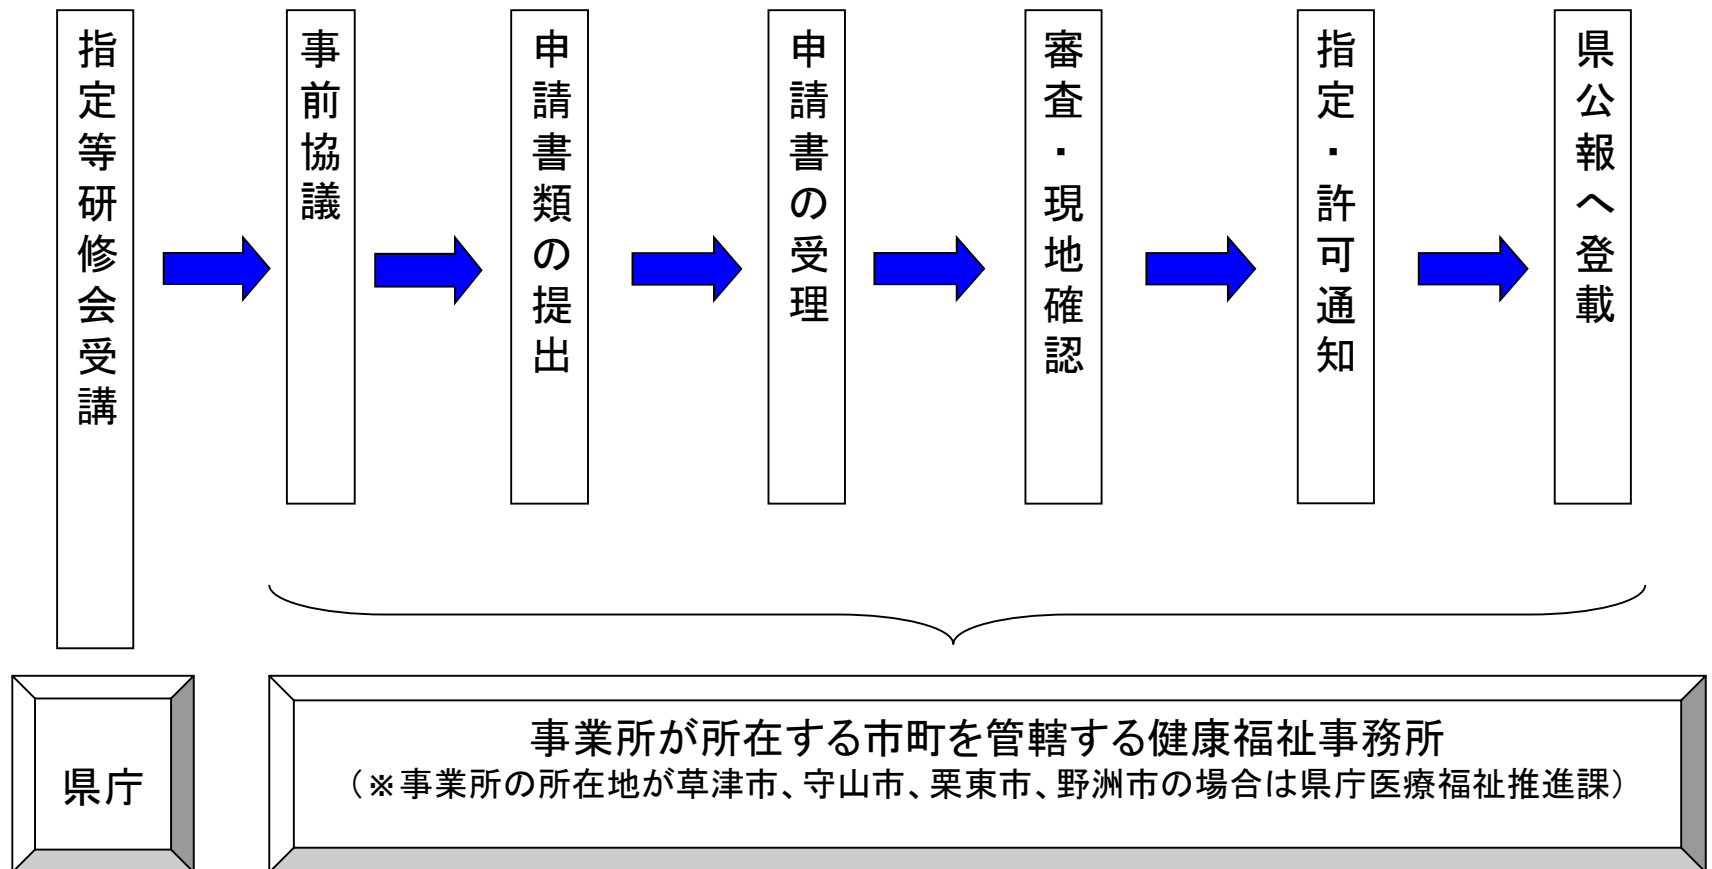 指定等研修会受講
事前協議
申請書類の提出
申請書の受理
審査・現地確認
指定・許可通知
県公報へ登載
県庁
事業所が所在する市町を管轄する健康福祉事務所
（※事業所の所在地が草津市、守山市、栗東市、野洲市の場合は県庁医療福祉推進課）